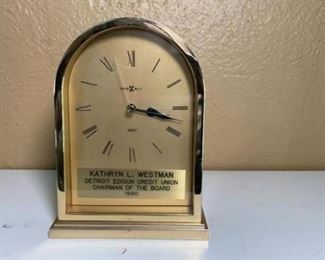 KATHRYN L. WESTMAN
DETROIT EDISON CREDIT UNION
CHAIRMAN OF THE BOARD
1990